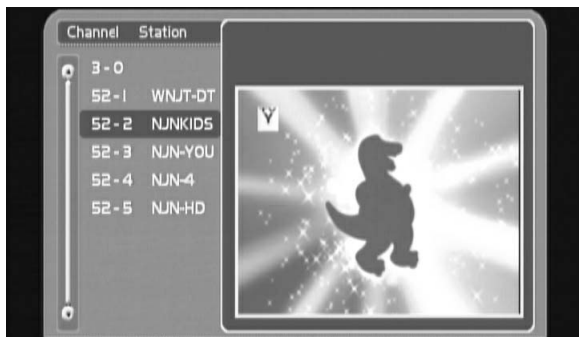 Channel Station
3-0
52-1 WNJT-DT
52-2 NJNKIDS
52-3 NJN-YOU
52-4 NJN-4
52-5 NJN-HD
Y